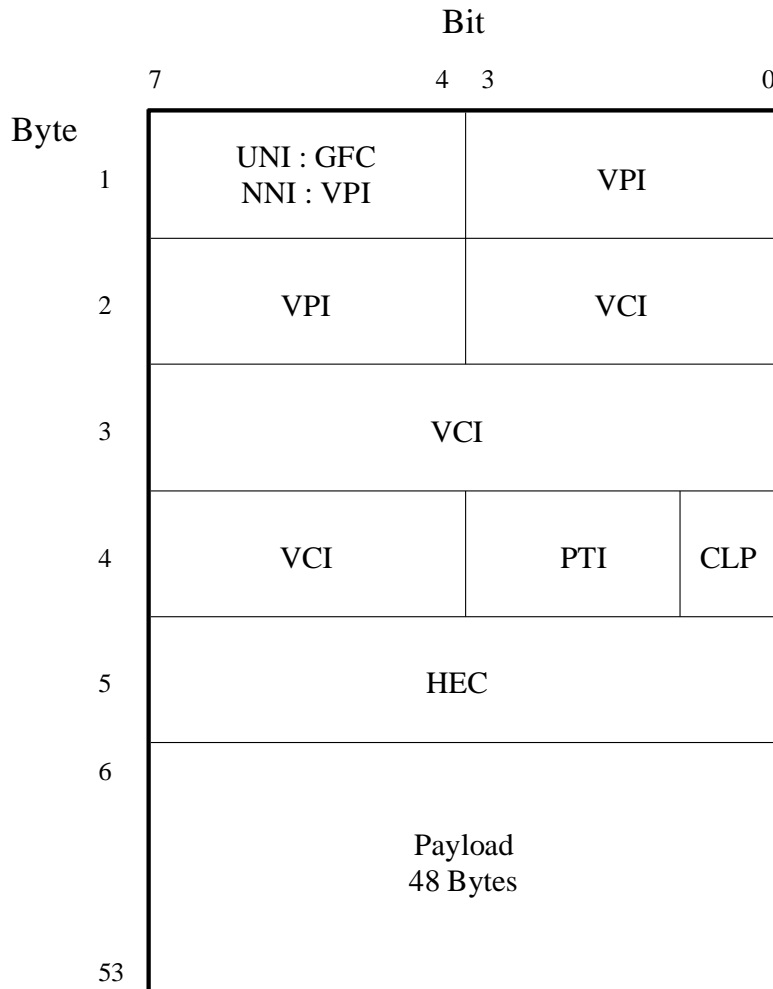 Bit
7 4 3 0
Byte
1
UNI : GFC
NNI : VPI
VPI
2
VPI
VCI
3
VCI
4
VCI
PTI
CLP
5
HEC
6
Payload
48 Bytes
53